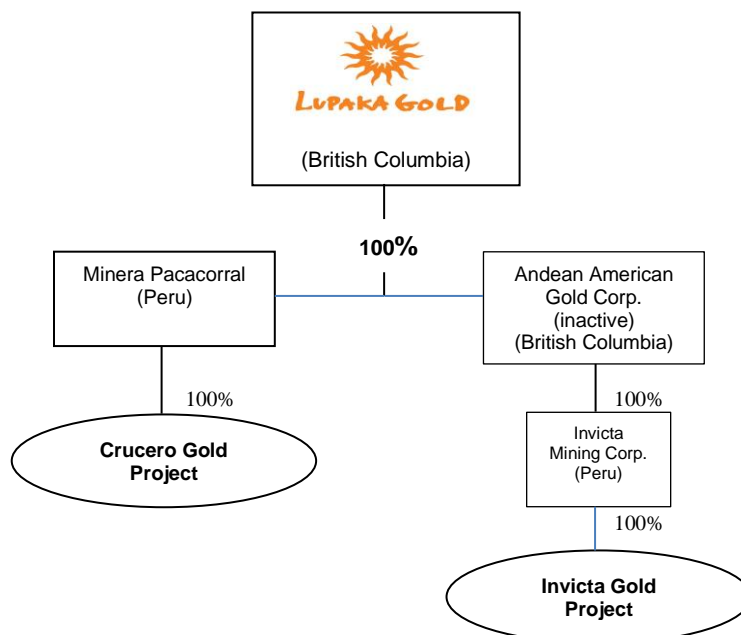 LUPAKA GOLD
(British Columbia)
100%
Minera Pacacorral
(Peru)
Andean American
Gold Corp.
(inactive)
(British Columbia)
100%
100%
Crucero Gold
Project
Invicta
Mining Corp.
(Peru)
100%
Invicta Gold
Project